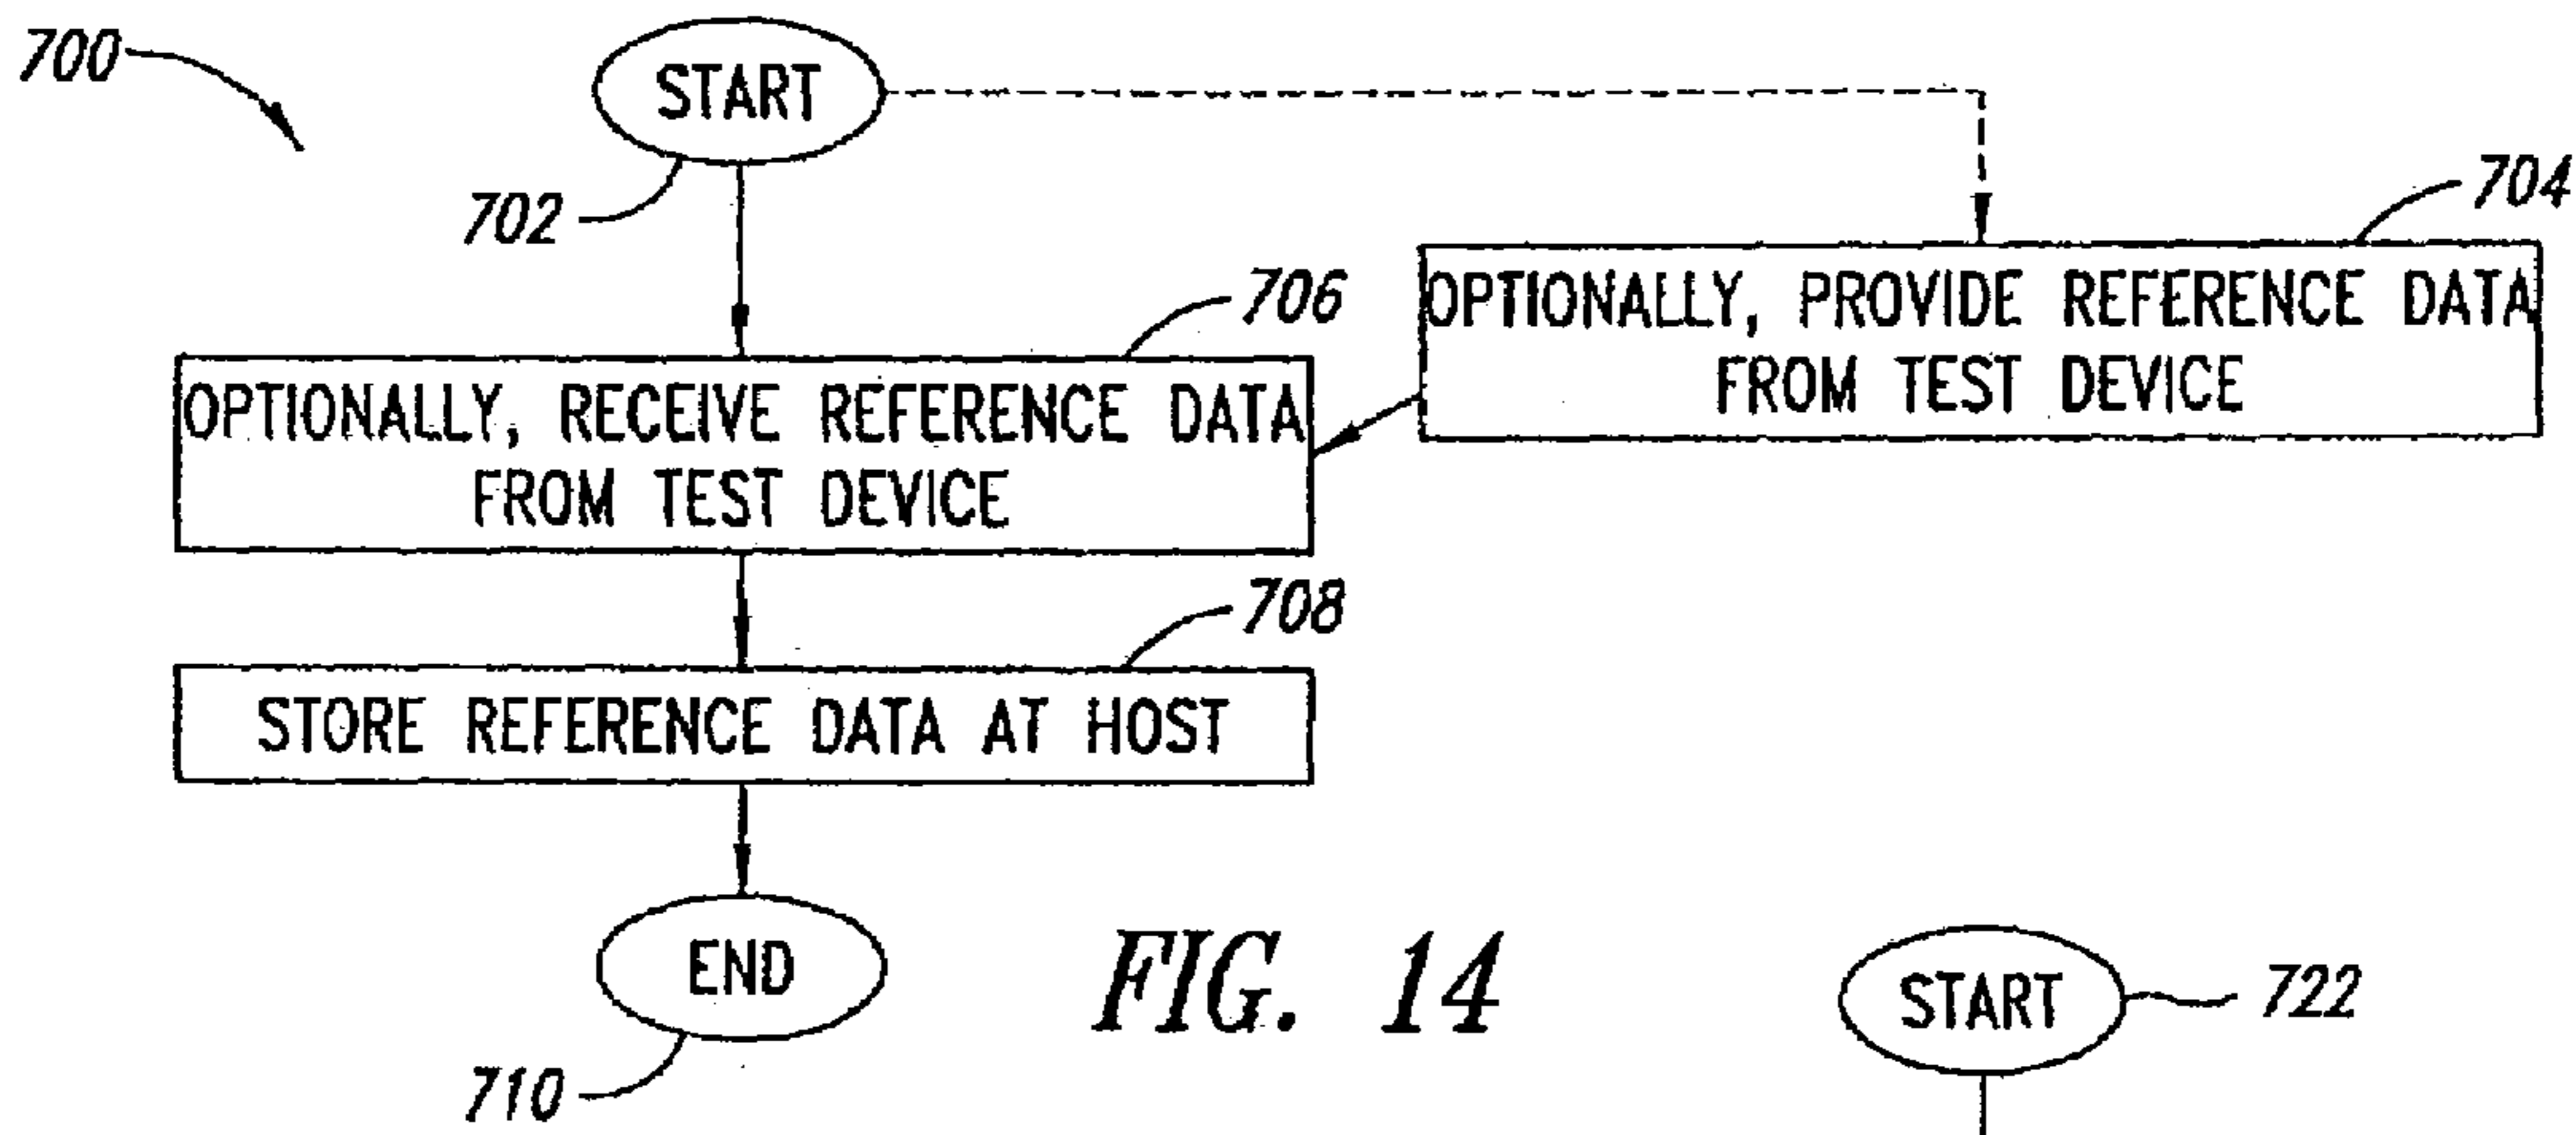 700
START
702
704
OPTIONALLY, PROVIDE REFERENCE DATA
FROM TEST DEVICE
706
OPTIONALLY, RECEIVE REFERENCE DATA
FROM TEST DEVICE
708
STORE REFERENCE DATA AT HOST
END
710
FIG. 14
START
722